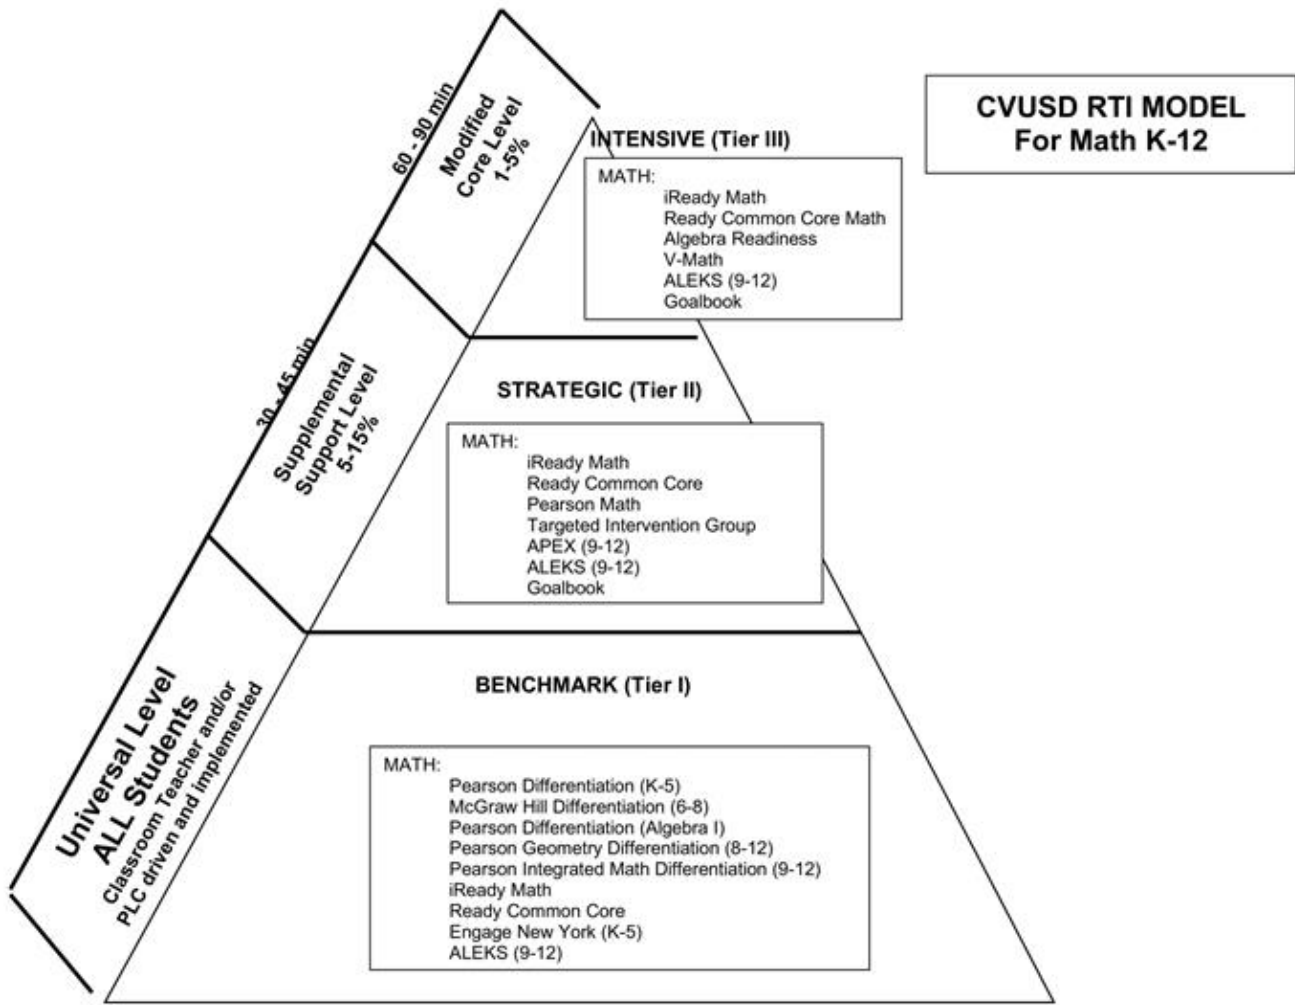 CVUSD RTI MODEL
For Math K-12
60 - 90 min
Modified
Core Level
1-5%
INTENSIVE (Tier III)
MATH:
iReady Math
Ready Common Core Math
Algebra Readiness
V-Math
ALEKS (9-12)
Goalbook
30 - 45 min
Supplemental
Support Level
5-15%
STRATEGIC (Tier II)
MATH:
iReady Math
Ready Common Core
Pearson Math
Targeted Intervention Group
APEX (9-12)
ALEKS (9-12)
Goalbook
Universal Level
ALL Students
Classroom Teacher and/or
PLC driven and implemented
BENCHMARK (Tier I)
MATH:
Pearson Differentiation (K-5)
McGraw Hill Differentiation (6-8)
Pearson Differentiation (Algebra I)
Pearson Geometry Differentiation (8-12)
Pearson Integrated Math Differentiation (9-12)
iReady Math
Ready Common Core
Engage New York (K-5)
ALEKS (9-12)